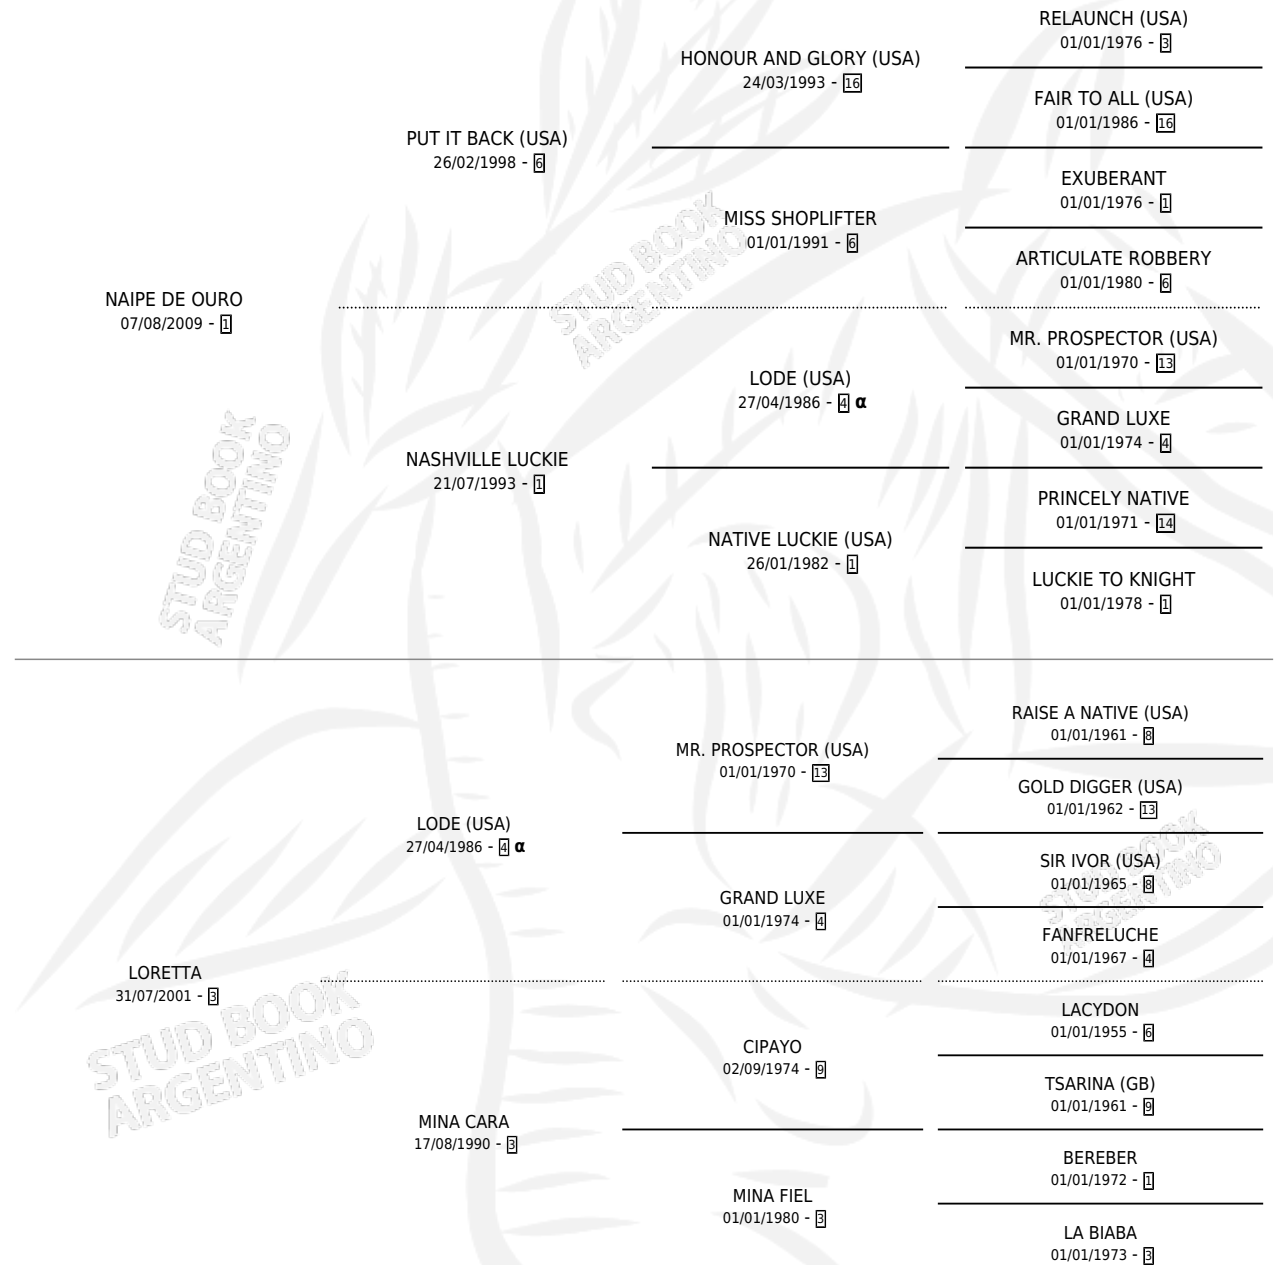 RELAUNCH (USA)
01/01/1976 - 3
HONOUR AND GLORY (USA)
24/03/1993 - 16
FAIR TO ALL (USA)
01/01/1986 - 16
PUT IT BACK (USA)
26/02/1998 - 6
EXUBERANT
01/01/1976 - 1
MISS SHOPLIFTER
01/01/1991 - 6
ARTICULATE ROBBERY
01/01/1980 - 6
NAIPE DE OURO
07/08/2009 - 1
MR. PROSPECTOR (USA)
01/01/1970 - 13
LODE (USA)
27/04/1986 - 4 α
GRAND LUXE
01/01/1974 - 4
NASHVILLE LUCKIE
21/07/1993 - 1
PRINCELY NATIVE
01/01/1971 - 14
NATIVE LUCKIE (USA)
26/01/1982 - 1
LUCKIE TO KNIGHT
01/01/1978 - 1
RAISE A NATIVE (USA)
01/01/1961 - 8
MR. PROSPECTOR (USA)
01/01/1970 - 13
GOLD DIGGER (USA)
01/01/1962 - 13
LODE (USA)
27/04/1986 - 4 α
SIR IVOR (USA)
01/01/1965 - 8
GRAND LUXE
01/01/1974 - 4
FANFRELUCHE
01/01/1967 - 4
LORETTA
31/07/2001 - 3
LACYDON
01/01/1955 - 6
CIPAYO
02/09/1974 - 9
TSARINA (GB)
01/01/1961 - 9
MINA CARA
17/08/1990 - 3
BEREBER
01/01/1972 - 1
MINA FIEL
01/01/1980 - 3
LA BIABA
01/01/1973 - 3
STUD BOOK
ARGENTINO
STUD BOOK
ARGENTINO
STUD BOOK
ARGENTINO
STUD BOOK
ARGENTINO